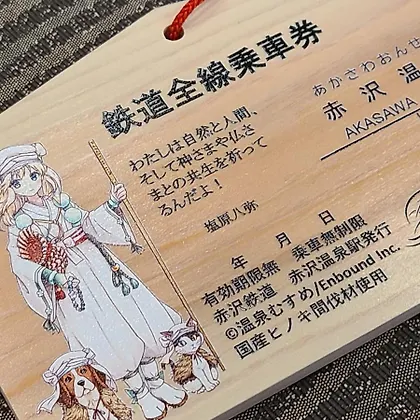 鉄道全線乗車券
わたしは自然と人間、
そして神さまや仏さ
まとの共生を祈って
るんだよ！
塩原八弥
あかさわおんせ
赤沢温
AKASAWA
年 月 日
有効期限無 乗車無制限
赤沢鉄道 赤沢温泉駅発行
©温泉むすめ/Enbound Inc.
国産ヒノキ間伐材使用